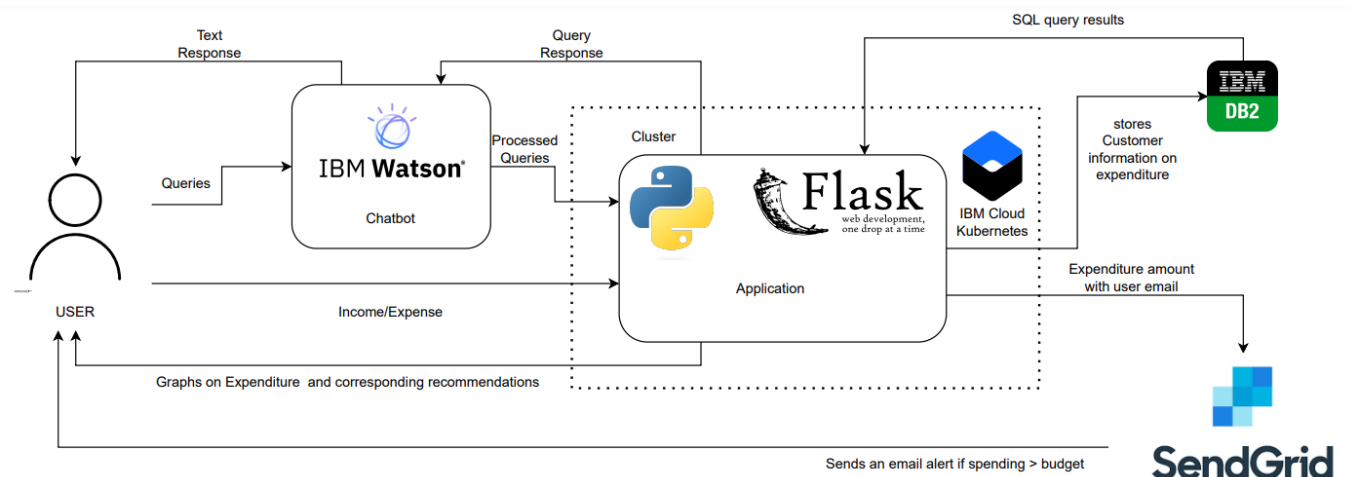 SQL query results
Text
Response
Query
Response
IBM
DB2
Cluster
stores
Customer
information on
expenditure
Processed
Queries
IBM Watson
Queries
Chatbot
Flask
web development,
one drop at a time
IBM Cloud
Kubernetes
Expenditure amount
with user email
Application
USER
Income/Expense
Graphs on Expenditure and corresponding recommendations
Sends an email alert if spending > budget
SendGrid